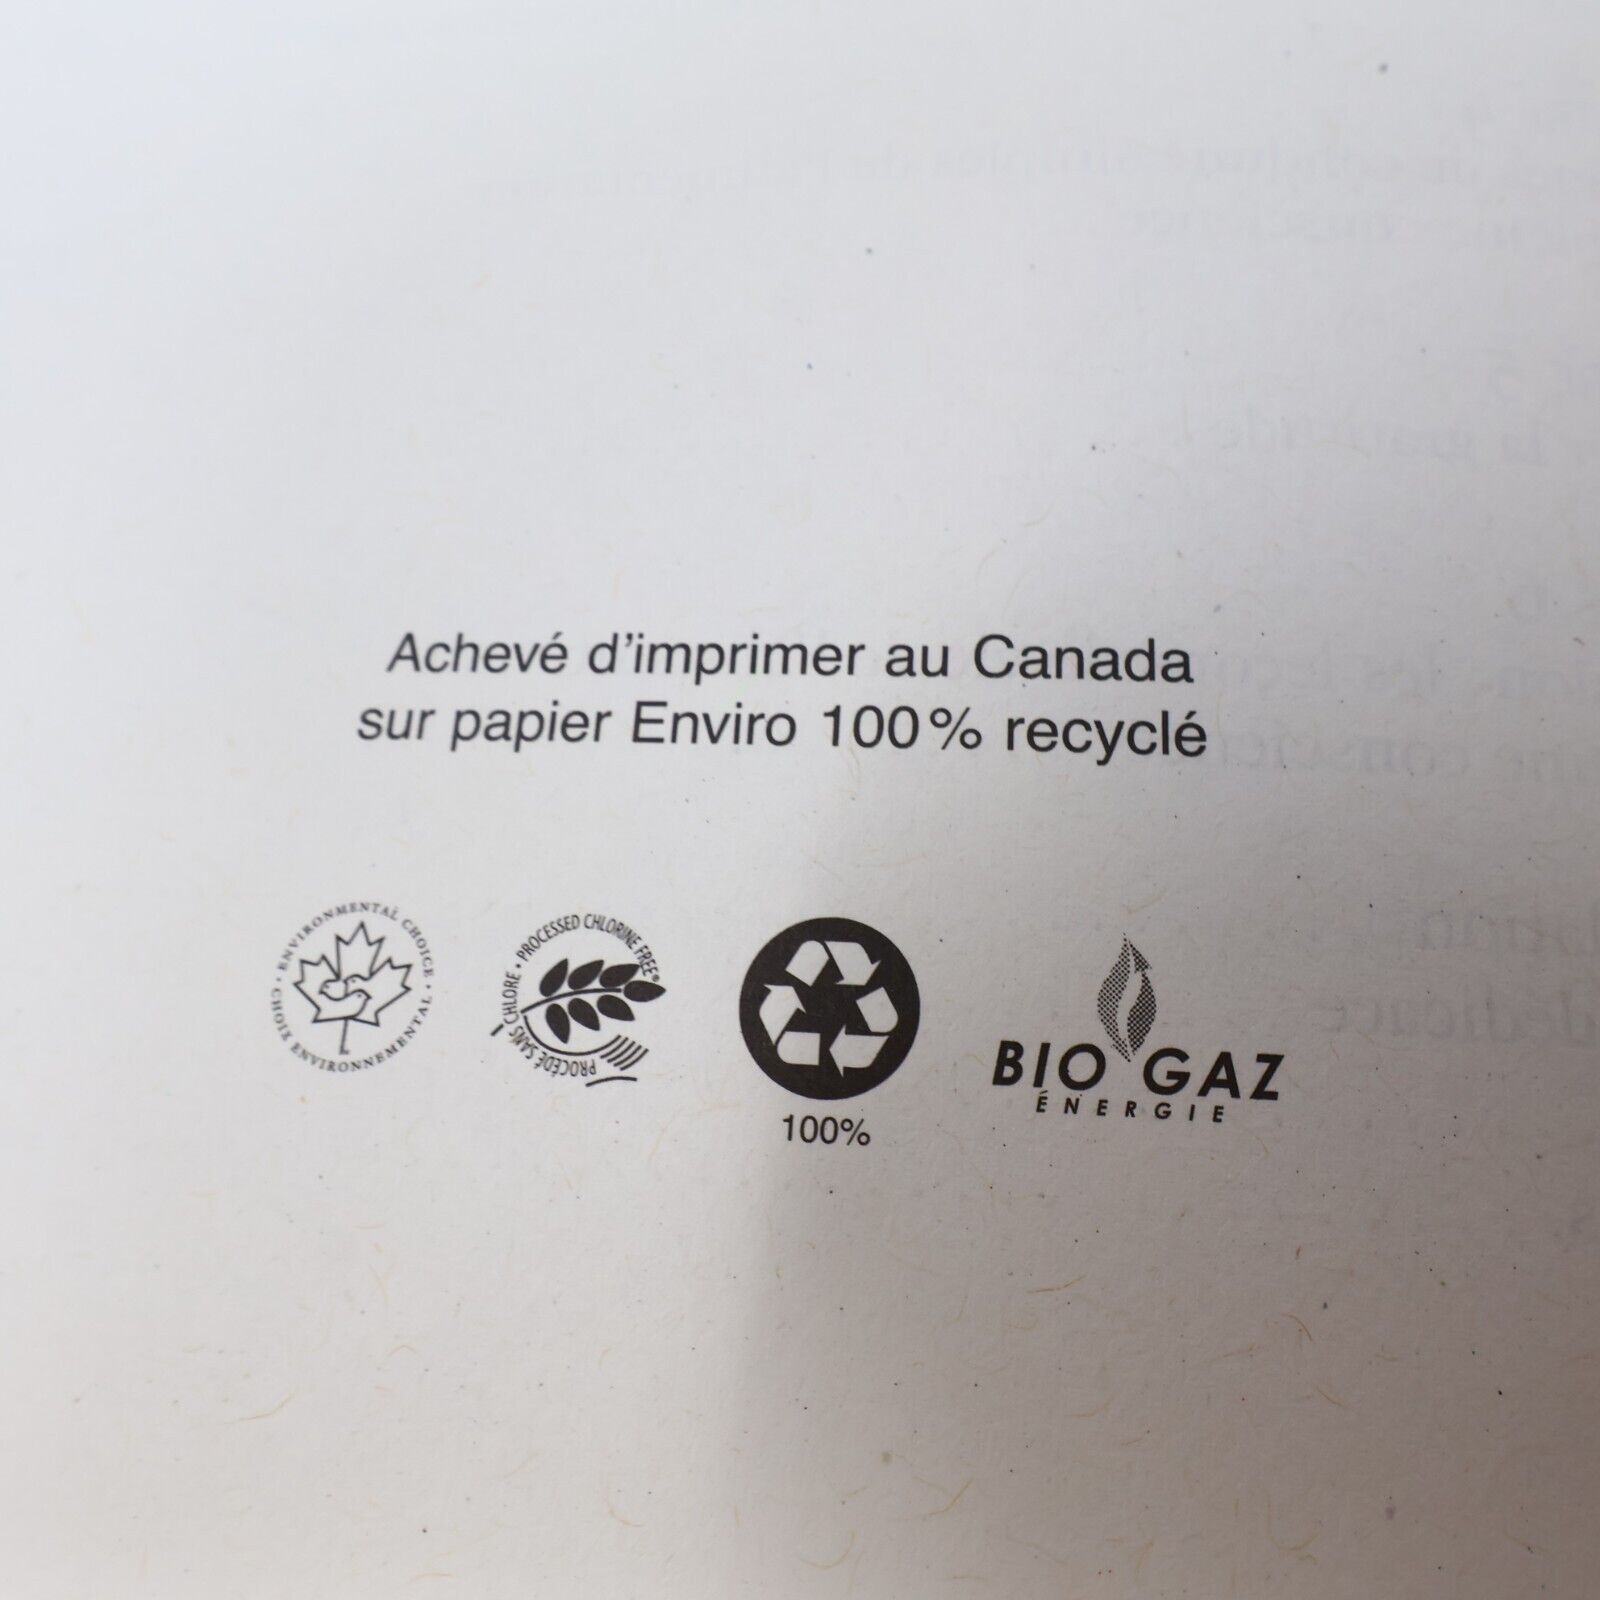 Achevé d'imprimer au Canada
sur papier Enviro 100% recyclé
ENVIRONMENTAL CHOICE • CHOIX ENVIRONNEMENTAL •
PROCÉDÉ SANS CHLORE • PROCESSED CHLORINE FREE®
100%
BIO GAZ
ÉNERGIE